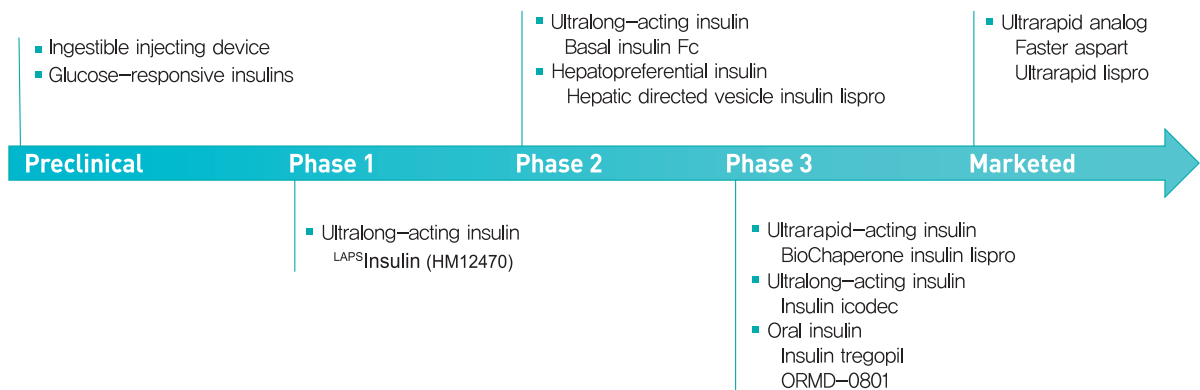 Ingestible injecting device
Glucose-responsive insulins
Ultralong-acting insulin
Basal insulin Fc
Hepatopreferential insulin
Hepatic directed vesicle insulin lispro
Ultrarapid analog
Faster aspart
Ultrarapid lispro
Preclinical
Phase 1
Phase 2
Phase 3
Marketed
Ultralong-acting insulin
LAPSInsulin (HM12470)
Ultrarapid-acting insulin
BioChaperone insulin lispro
Ultralong-acting insulin
Insulin icodec
Oral insulin
Insulin tregopil
ORMD-0801